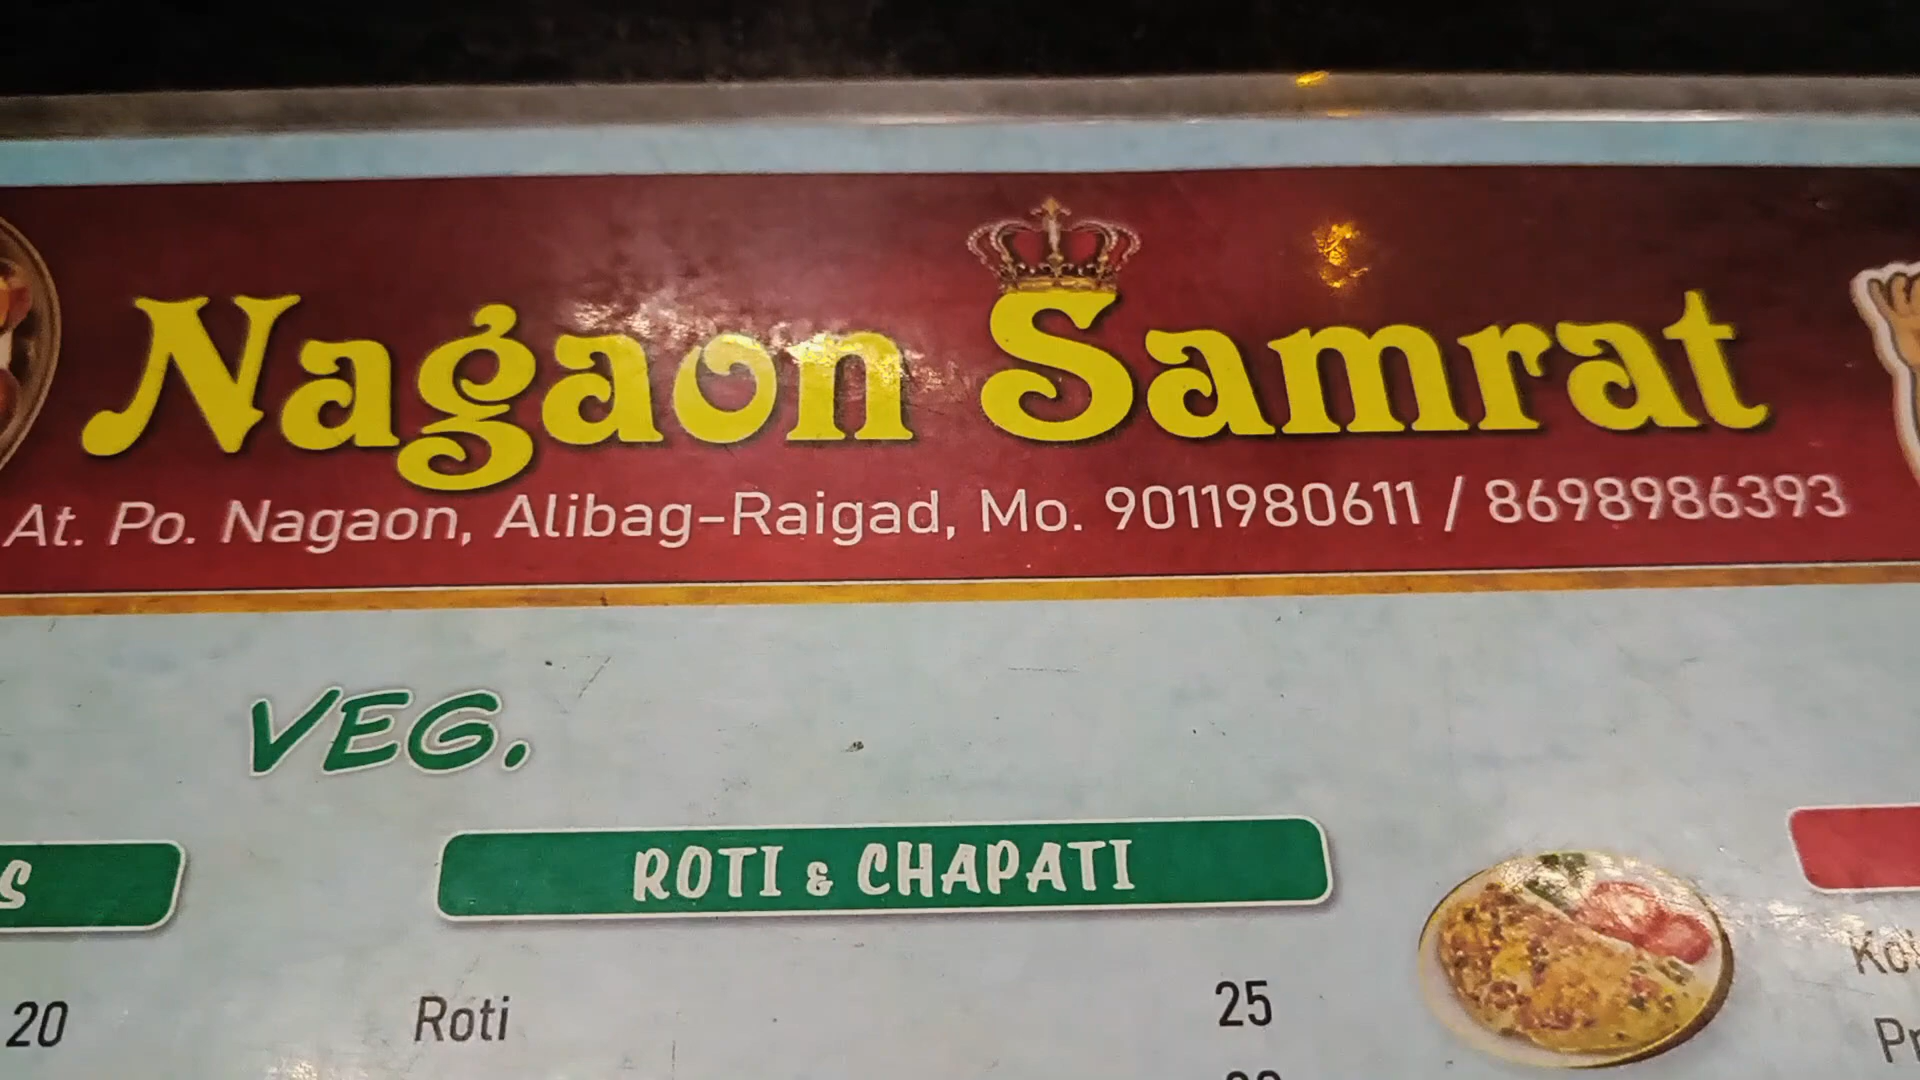 Nagaon Samrat
At. Po. Nagaon, Alibag-Raigad, Mo. 9011980611 / 8698986393
VEG.
ROTI & CHAPATI
20
Roti 25